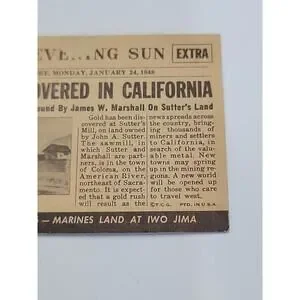 EVE..NG SUN
EXTRA
MONDAY, JANUARY 24, 1848
OVERED IN CALIFORNIA
ound By James W. Marshall On Sutter's Land
Gold has been dis-
covered at Sutter's
Mill, on land owned
by John A. Sutter.
The sawmill, in
which Sutter and
Marshall are part-
ners, is in the town
of Coloma, on the
American River,
northeast of Sacra-
mento. It is expect-
ed that a gold rush
will result as the
news spreads across
the country, bring-
ing thousands of
miners and settlers
to California, in
search of the valu-
able metal. New
towns may spring
up in the mining re-
gions. A new world
will be opened up
for those who care
to travel west.
©T.C.G. PTD. IN U.S.A.
— MARINES LAND AT IWO JIMA